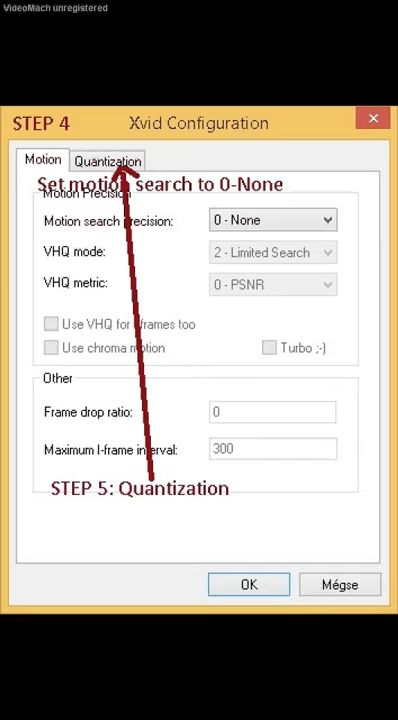 VideoMach unregistered
STEP 4
Xvid Configuration
Motion
Quantization
Set motion search to 0-None
Motion Precision
Motion search precision:
0 - None
VHQ mode:
2 - Limited Search
VHQ metric:
0 - PSNR
Use VHQ for bframes too
Use chroma motion
Turbo ;-)
Other
Frame drop ratio:
0
Maximum I-frame interval:
300
STEP 5: Quantization
OK
Mégse